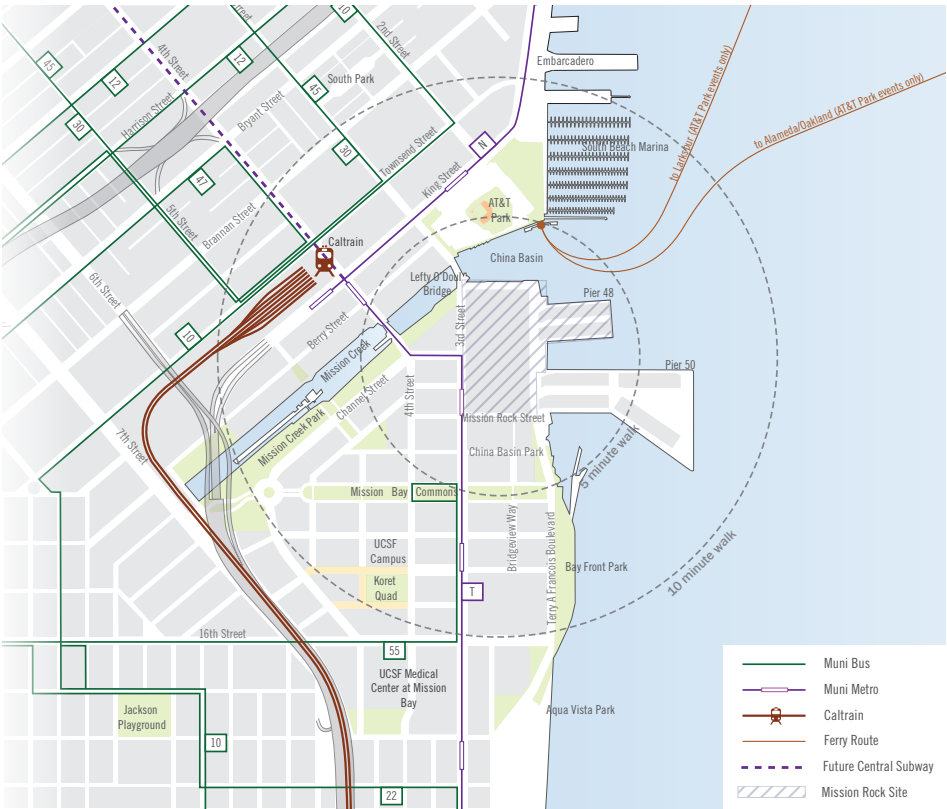 10
2nd Street
Embarcadero
4th Street
45
12
12
South Park
45
Bryant Street
Harrison Street
30
to Larkspur (AT&T Park events only)
to Alameda/Oakland (AT&T Park events only)
South Beach Marina
N
30
Townsend Street
King Street
47
5th Street
Brannan Street
AT&T
Park
Caltrain
China Basin
Lefty O'Doul
Bridge
6th Street
Pier 48
3rd Street
Berry Street
10
Mission Creek
Pier 50
Channel Street
4th Street
Mission Creek Park
Mission Rock Street
7th Street
China Basin Park
5 minute walk
Mission Bay Commons
Bridgeview Way
Terry A Francois Boulevard
UCSF
Campus
Koret
Quad
Bay Front Park
10 minute walk
T
16th Street
55
UCSF Medical
Center at Mission
Bay
Jackson
Playground
Aqua Vista Park
10
22
Muni Bus
Muni Metro
Caltrain
Ferry Route
Future Central Subway
Mission Rock Site